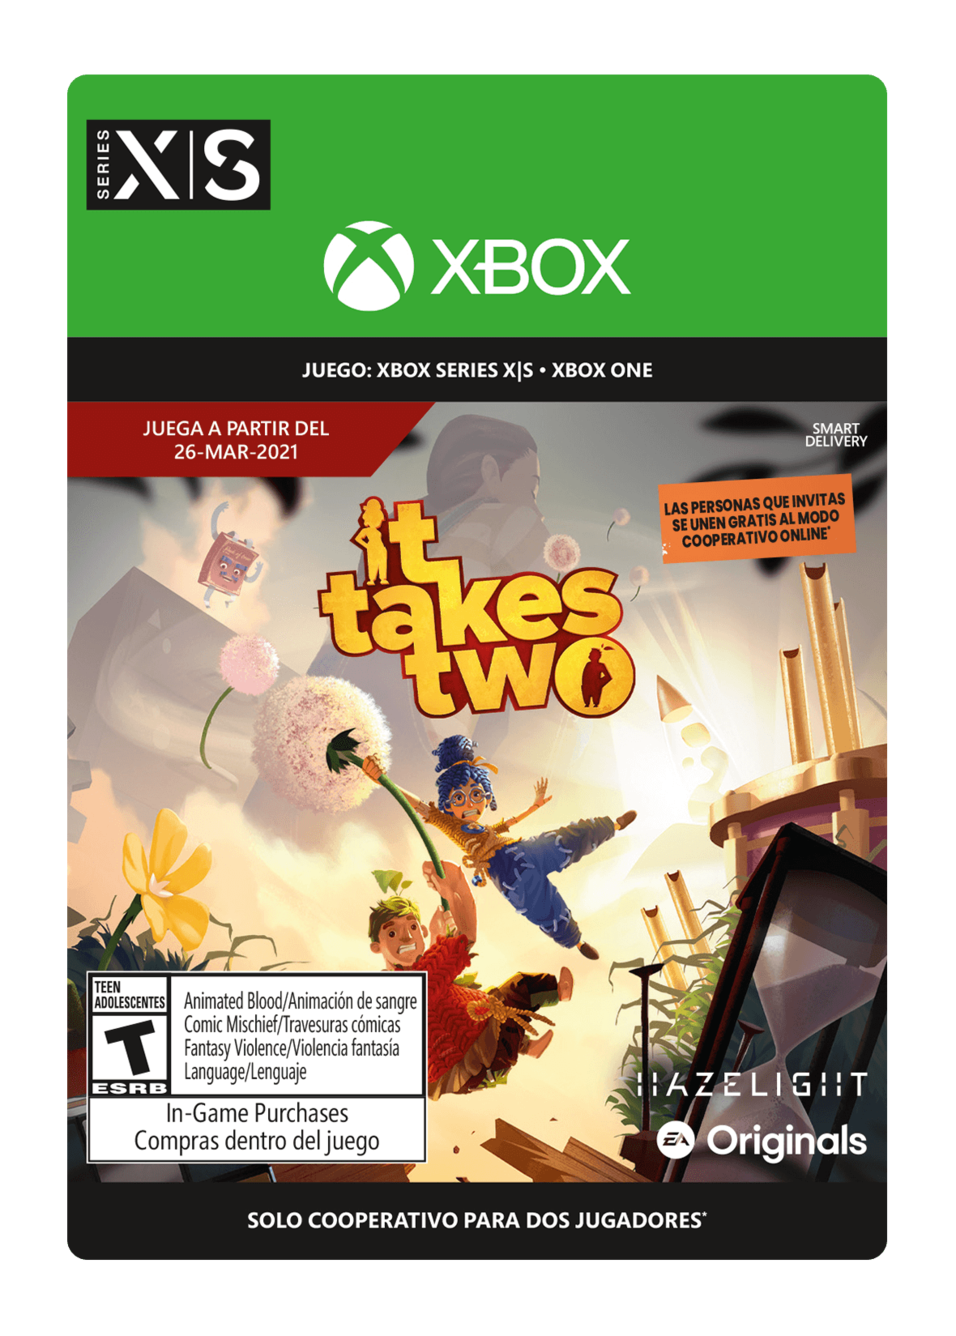 SERIES X|S
XBOX
JUEGO: XBOX SERIES X|S • XBOX ONE
JUEGA A PARTIR DEL
26-MAR-2021
SMART
DELIVERY
LAS PERSONAS QUE INVITAS
SE UNEN GRATIS AL MODO
COOPERATIVO ONLINE*
it
takes
two
TEEN
ADOLESCENTES
T
ESRB
Animated Blood/Animación de sangre
Comic Mischief/Travesuras cómicas
Fantasy Violence/Violencia fantasía
Language/Lenguaje
In-Game Purchases
Compras dentro del juego
HAZELIGHT
EA Originals
SOLO COOPERATIVO PARA DOS JUGADORES*